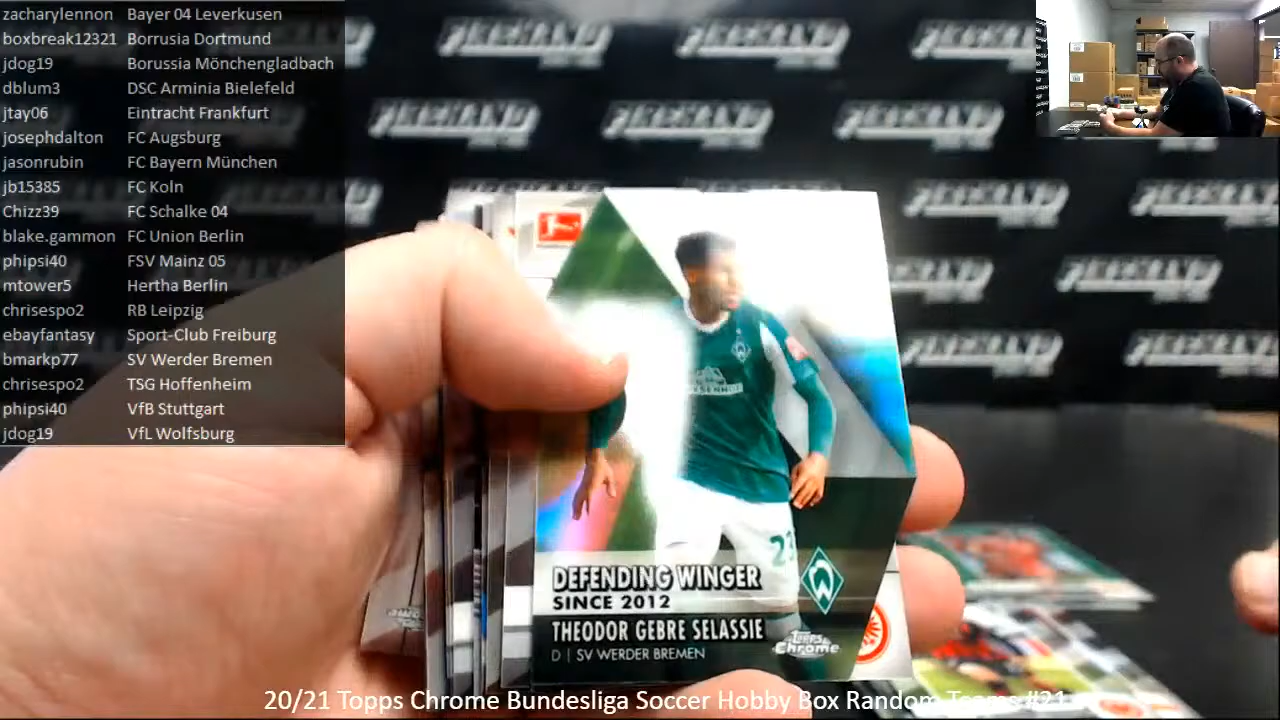 zacharylennon Bayer 04 Leverkusen
boxbreak12321 Borrusia Dortmund
jdog19 Borussia Mönchengladbach
dblum3 DSC Arminia Bielefeld
jtay06 Eintracht Frankfurt
josephdalton FC Augsburg
jasonrubin FC Bayern München
jb15385 FC Koln
Chizz39 FC Schalke 04
blake.gammon FC Union Berlin
phipsi40 FSV Mainz 05
mtower5 Hertha Berlin
chrisespo2 RB Leipzig
ebayfantasy Sport-Club Freiburg
bmarkp77 SV Werder Bremen
chrisespo2 TSG Hoffenheim
phipsi40 VfB Stuttgart
jdog19 VfL Wolfsburg
23
DEFENDING WINGER
SINCE 2012
THEODOR GEBRE SELASSIE
D | SV WERDER BREMEN
Topps Chrome
20/21 Topps Chrome Bundesliga Soccer Hobby Box Random Teams #21